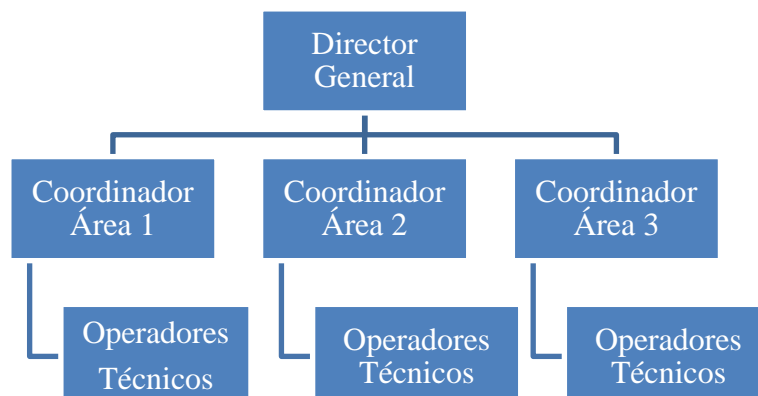 Director
General
Coordinador
Área 1
Coordinador
Área 2
Coordinador
Área 3
Operadores
Técnicos
Operadores
Técnicos
Operadores
Técnicos